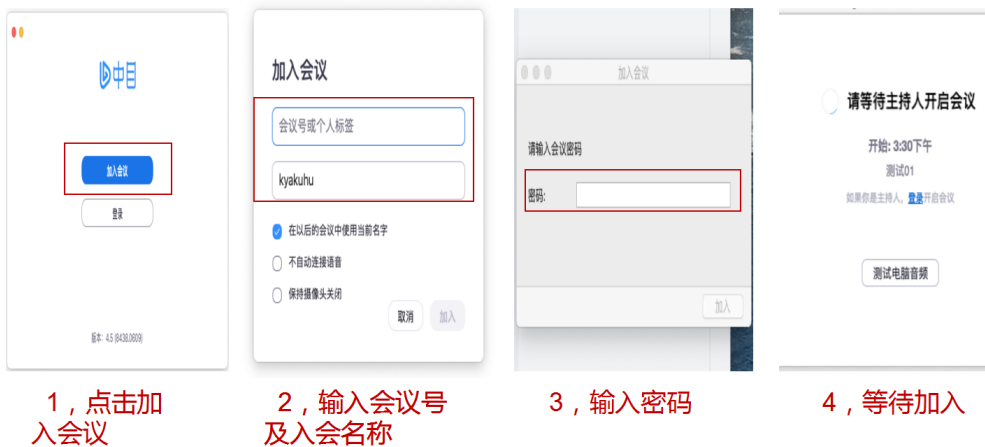 中目
加入会议
登录
版本: 4.5 (8438.0809)
1，点击加
入会议
加入会议
会议号或个人标签
kyakuhu
在以后的会议中使用当前名字
不自动连接语音
保持摄像头关闭
取消
加入
2，输入会议号
及入会名称
加入会议
请输入会议密码
密码:
加入
3，输入密码
请等待主持人开启会议
开始: 3:30下午
测试01
如果你是主持人，登录开启会议
测试电脑音频
4，等待加入